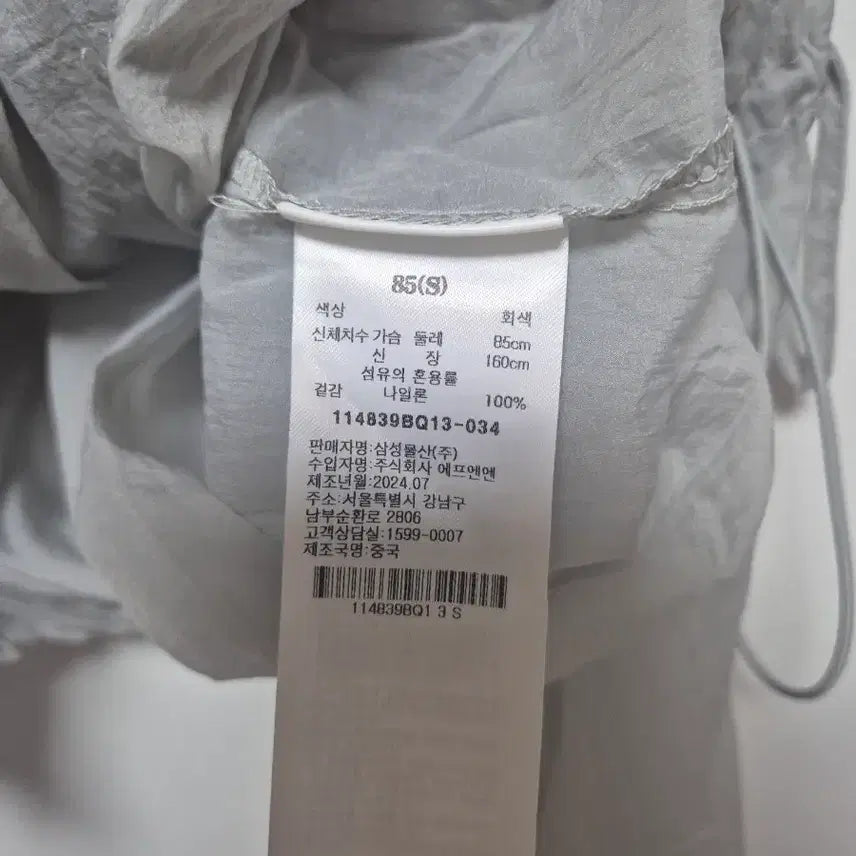 85(S)
색상 회색
신체치수 가슴 둘레 85cm
신 장 160cm
섬유의 혼용률
겉감 나일론 100%
114839BQ13-034
판매자명:삼성물산(주)
수입자명:주식회사 에프엔엔
제조년월:2024.07
주소:서울특별시 강남구
남부순환로 2806
고객상담실:1599-0007
제조국명:중국
114839BQ1 3 S